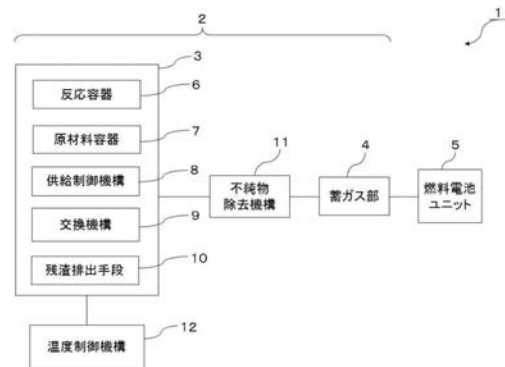 2
1
3
反応容器
6
原材料容器
7
供給制御機構
8
交換機構
9
残渣排出手段
10
11
不純物
除去機構
4
蓄ガス部
5
燃料電池
ユニット
12
温度制御機構